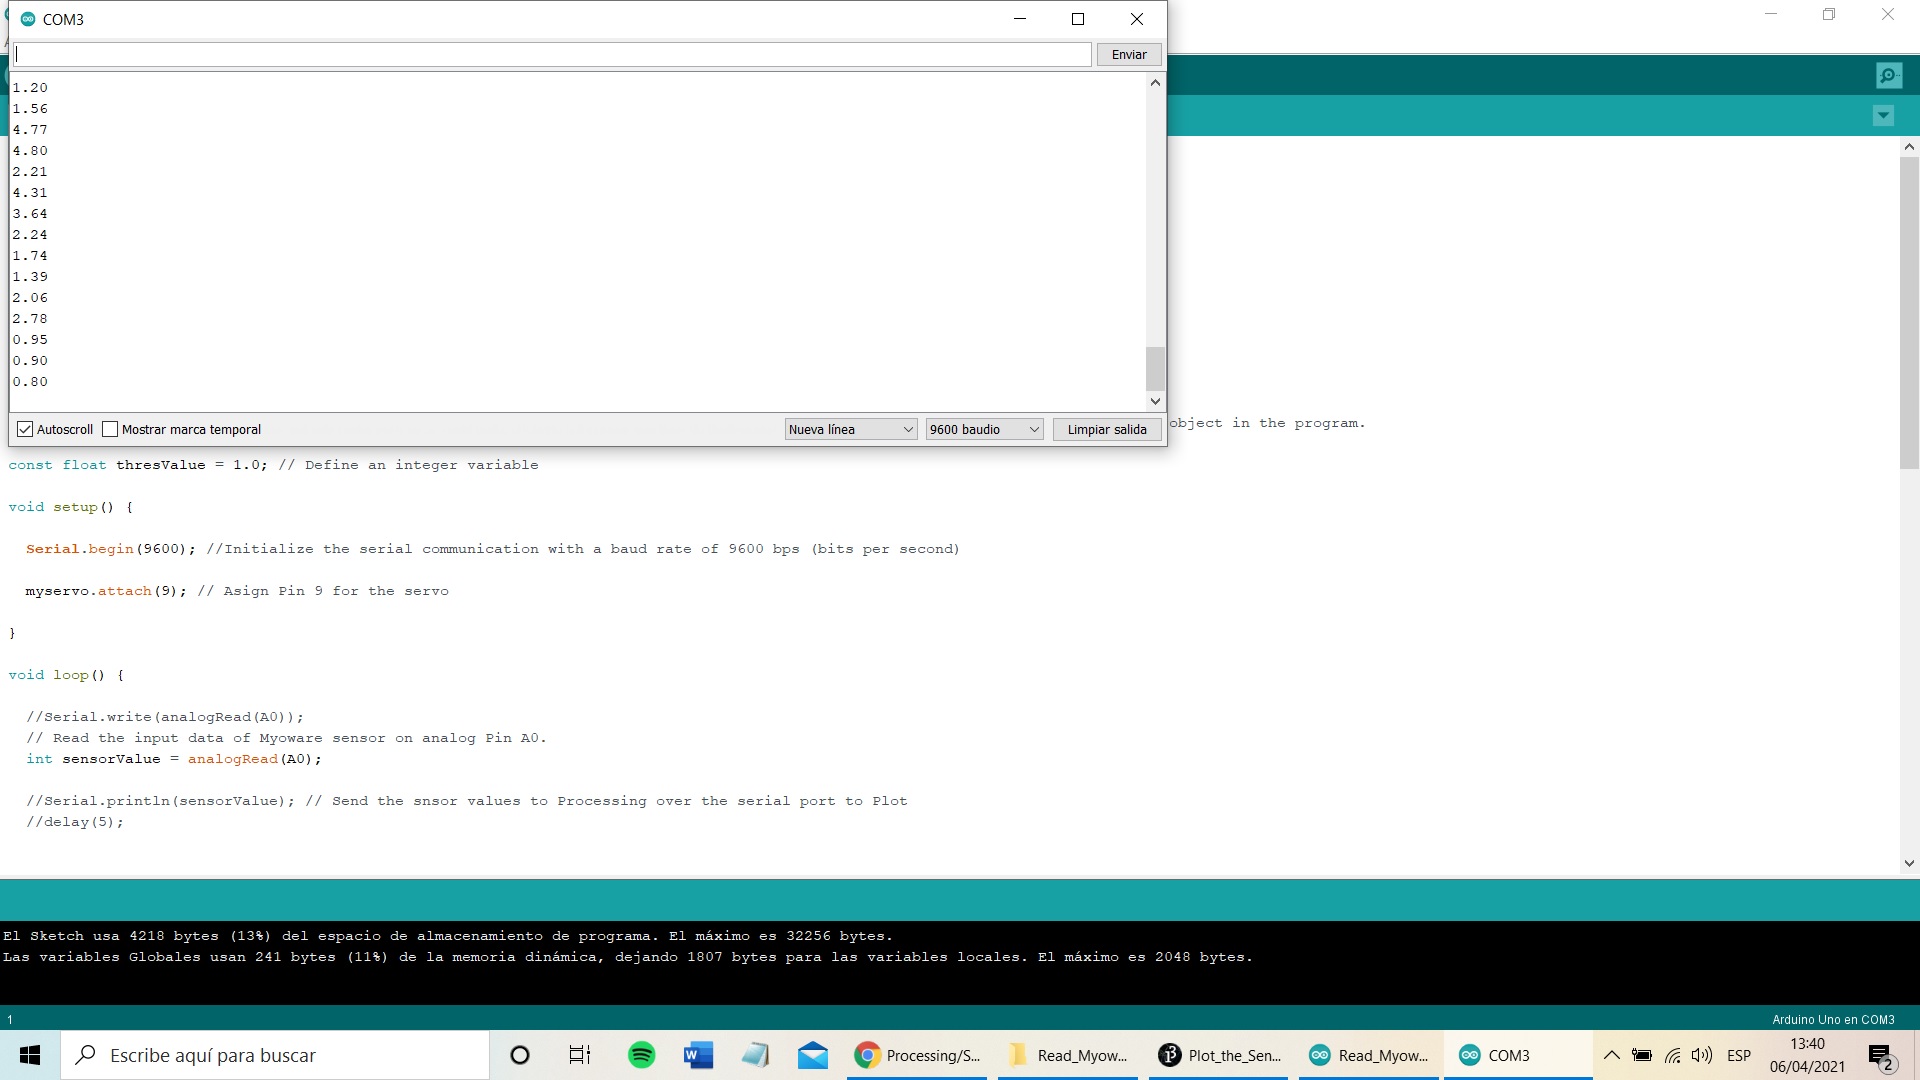 COM3
Enviar
1.20
1.56
4.77
4.80
2.21
4.31
3.64
2.24
1.74
1.39
2.06
2.78
0.95
0.90
0.80
Autoscroll Mostrar marca temporal Nueva línea 9600 baudio Limpiar salida
object in the program.
const float thresValue = 1.0; // Define an integer variable
void setup() {
Serial.begin(9600); //Initialize the serial communication with a baud rate of 9600 bps (bits per second)
myservo.attach(9); // Asign Pin 9 for the servo
}
void loop() {
//Serial.write(analogRead(A0));
// Read the input data of Myoware sensor on analog Pin A0.
int sensorValue = analogRead(A0);
//Serial.println(sensorValue); // Send the snsor values to Processing over the serial port to Plot
//delay(5);
El Sketch usa 4218 bytes (13%) del espacio de almacenamiento de programa. El máximo es 32256 bytes.
Las variables Globales usan 241 bytes (11%) de la memoria dinámica, dejando 1807 bytes para las variables locales. El máximo es 2048 bytes.
1 Arduino Uno en COM3
Escribe aquí para buscar Processing/S... Read_Myow... Plot_the_Sen... Read_Myow... COM3 ESP 13:40
06/04/2021 2